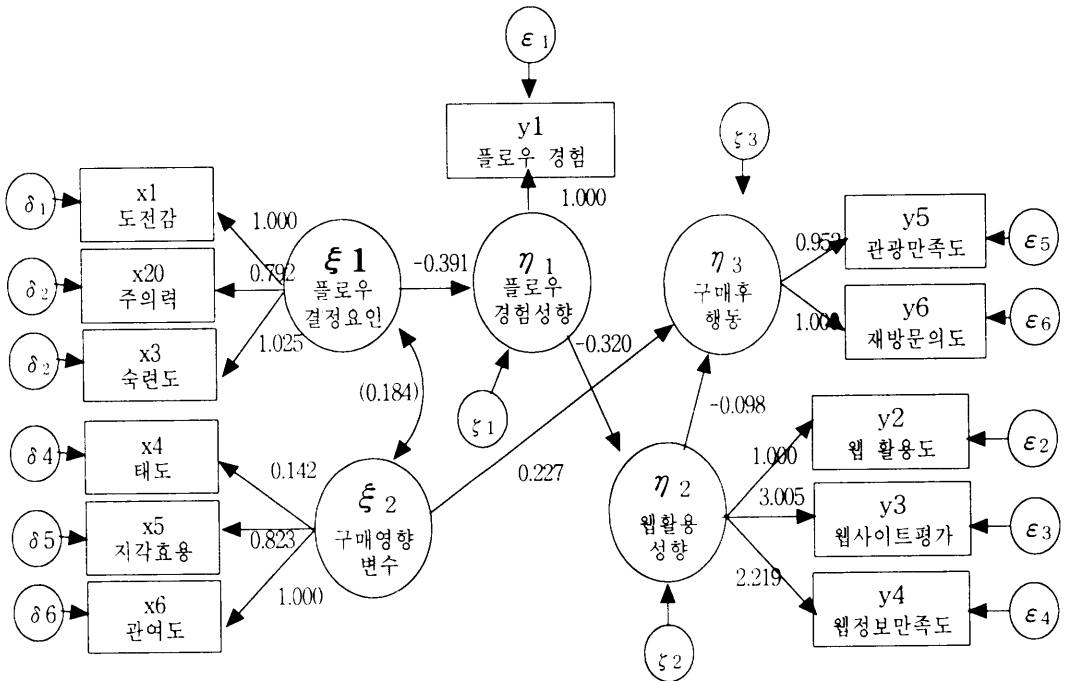 ε 1
y1
플로우 경험
1.000
ζ3
δ1
x1
도전감
1.000
δ2
x20
주의력
0.792
δ2
x3
숙련도
1.025
ξ1
플로우
결정요인
-0.391
η1
플로우
경험성향
ζ1
(0.184)
-0.320
η3
구매후
행동
0.952
y5
관광만족도
ε5
1.000
y6
재방문의도
ε6
δ4
x4
태도
0.142
δ5
x5
지각효용
0.823
δ6
x6
관여도
1.000
ξ2
구매영향
변수
0.227
-0.098
η2
웹활용
성향
ζ2
1.000
y2
웹 활용도
ε2
3.005
y3
웹사이트평가
ε3
2.219
y4
웹정보만족도
ε4